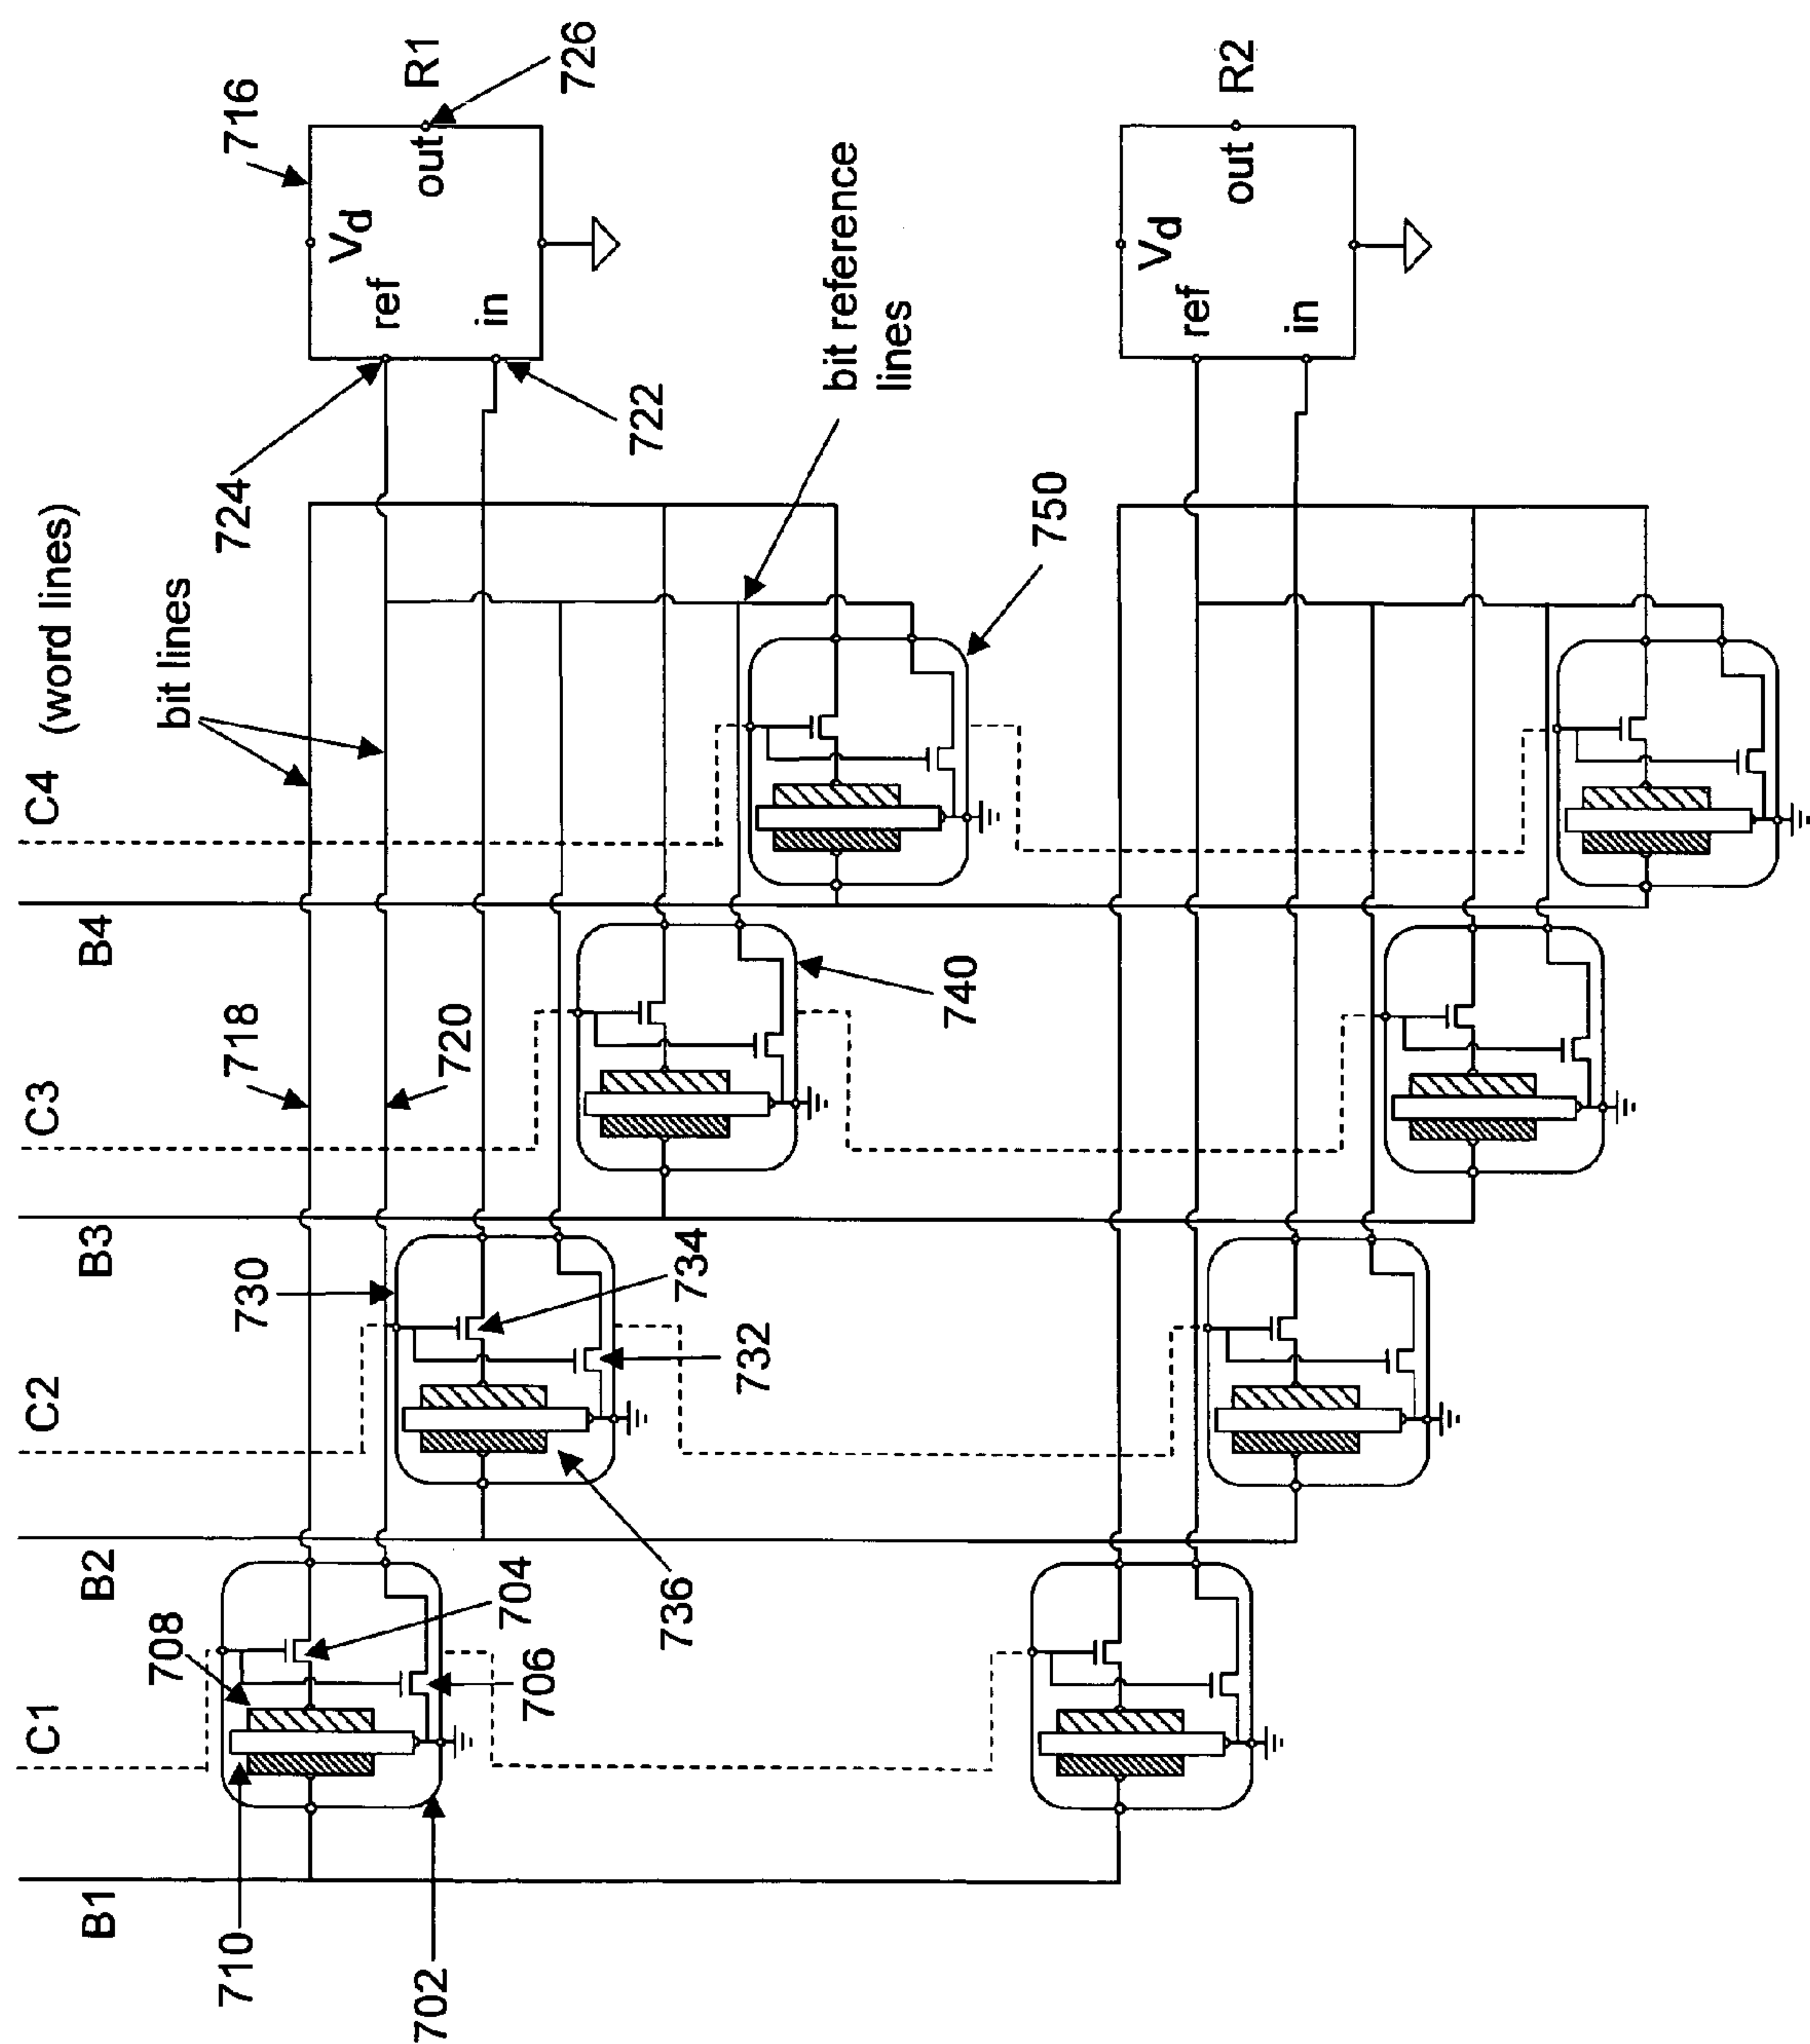 C1
C2
C3
C4
(word lines)
B1
B2
B3
B4
bit lines
716
R1
726
V d
ref
in
out
724
722
718
720
730
734
732
736
708
704
706
710
702
740
750
bit reference
lines
R2
V d
ref
in
out